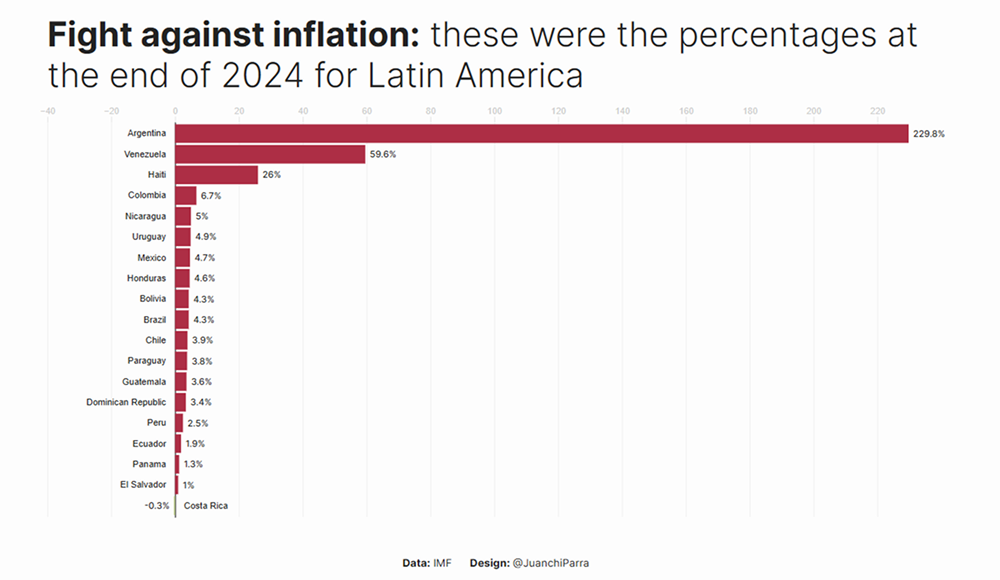 Fight against inflation: these were the percentages at
the end of 2024 for Latin America
−40 −20 0 20 40 60 80 100 120 140 160 180 200 220
Argentina 229.8%
Venezuela 59.6%
Haiti 26%
Colombia 6.7%
Nicaragua 5%
Uruguay 4.9%
Mexico 4.7%
Honduras 4.6%
Bolivia 4.3%
Brazil 4.3%
Chile 3.9%
Paraguay 3.8%
Guatemala 3.6%
Dominican Republic 3.4%
Peru 2.5%
Ecuador 1.9%
Panama 1.3%
El Salvador 1%
−0.3% Costa Rica
Data: IMF Design: @JuanchiParra